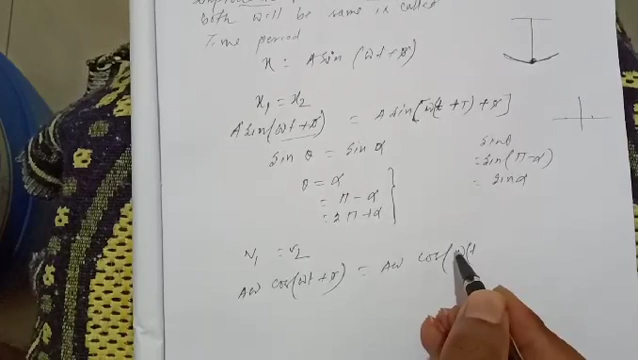 both will be same is called
Time period
x = A sin (ωt + φ)
x₁ = x₂
A sin(ωt + φ) = A sin[ω(t + T) + φ]
sin θ = sin α
θ = α
= π - α
= 2π + α
sin θ
= sin(π - α)
= sin α
v₁ = v₂
Aω cos(ωt + φ) = Aω cos(ω(t